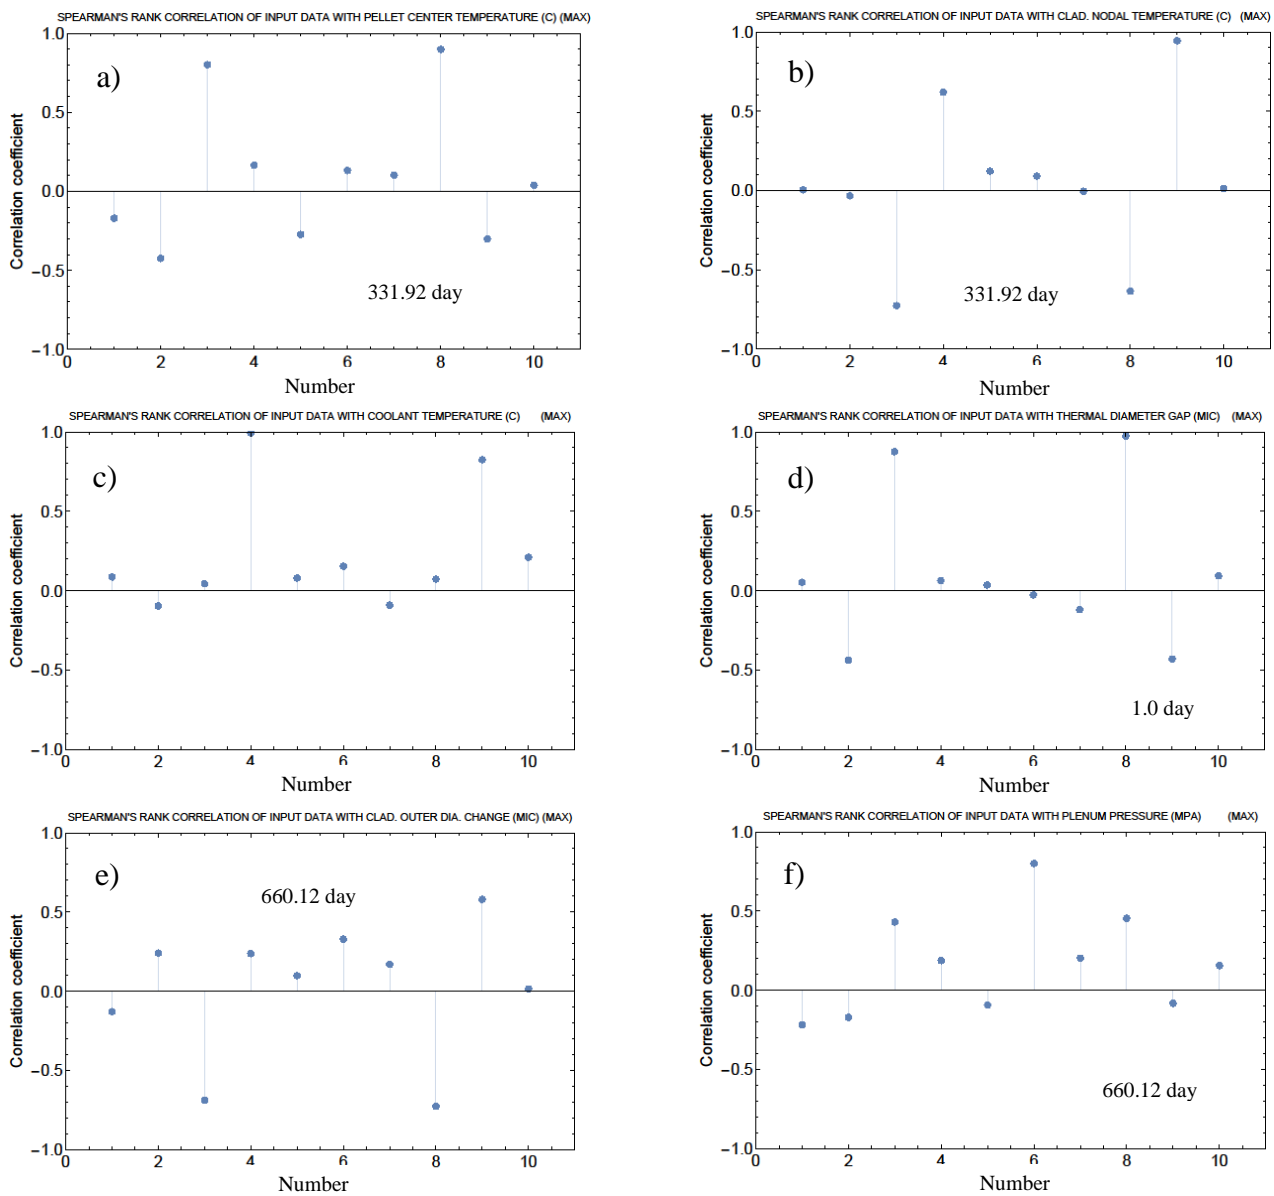 SPEARMAN'S RANK CORRELATION OF INPUT DATA WITH PELLET CENTER TEMPERATURE (C) (MAX)
1.0
0.5
0.0
−0.5
−1.0
Correlation coefficient
a)
331.92 day
0 2 4 6 8 10
Number
SPEARMAN'S RANK CORRELATION OF INPUT DATA WITH CLAD. NODAL TEMPERATURE (C) (MAX)
1.0
0.5
0.0
−0.5
−1.0
Correlation coefficient
b)
331.92 day
0 2 4 6 8 10
Number
SPEARMAN'S RANK CORRELATION OF INPUT DATA WITH COOLANT TEMPERATURE (C) (MAX)
1.0
0.5
0.0
−0.5
−1.0
Correlation coefficient
c)
0 2 4 6 8 10
Number
SPEARMAN'S RANK CORRELATION OF INPUT DATA WITH THERMAL DIAMETER GAP (MIC) (MAX)
1.0
0.5
0.0
−0.5
−1.0
Correlation coefficient
d)
1.0 day
0 2 4 6 8 10
Number
SPEARMAN'S RANK CORRELATION OF INPUT DATA WITH CLAD. OUTER DIA. CHANGE (MIC) (MAX)
1.0
0.5
0.0
−0.5
−1.0
Correlation coefficient
e)
660.12 day
0 2 4 6 8 10
Number
SPEARMAN'S RANK CORRELATION OF INPUT DATA WITH PLENUM PRESSURE (MPA) (MAX)
1.0
0.5
0.0
−0.5
−1.0
Correlation coefficient
f)
660.12 day
0 2 4 6 8 10
Number